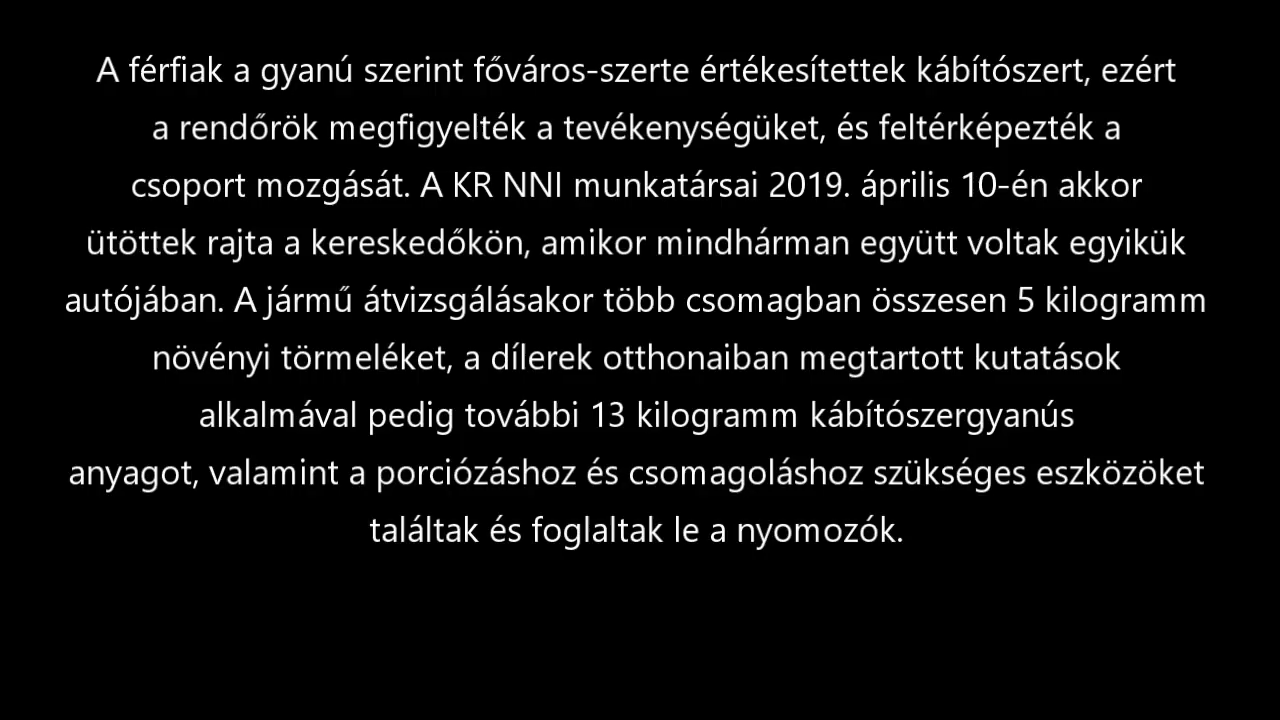 A férfiak a gyanú szerint főváros-szerte értékesítettek kábítószert, ezért
a rendőrök megfigyelték a tevékenységüket, és feltérképezték a
csoport mozgását. A KR NNI munkatársai 2019. április 10-én akkor
ütöttek rajta a kereskedőkön, amikor mindhárman együtt voltak egyikük
autójában. A jármű átvizsgálásakor több csomagban összesen 5 kilogramm
növényi törmeléket, a dílerek otthonaiban megtartott kutatások
alkalmával pedig további 13 kilogramm kábítószergyanús
anyagot, valamint a porciózáshoz és csomagoláshoz szükséges eszközöket
találtak és foglaltak le a nyomozók.